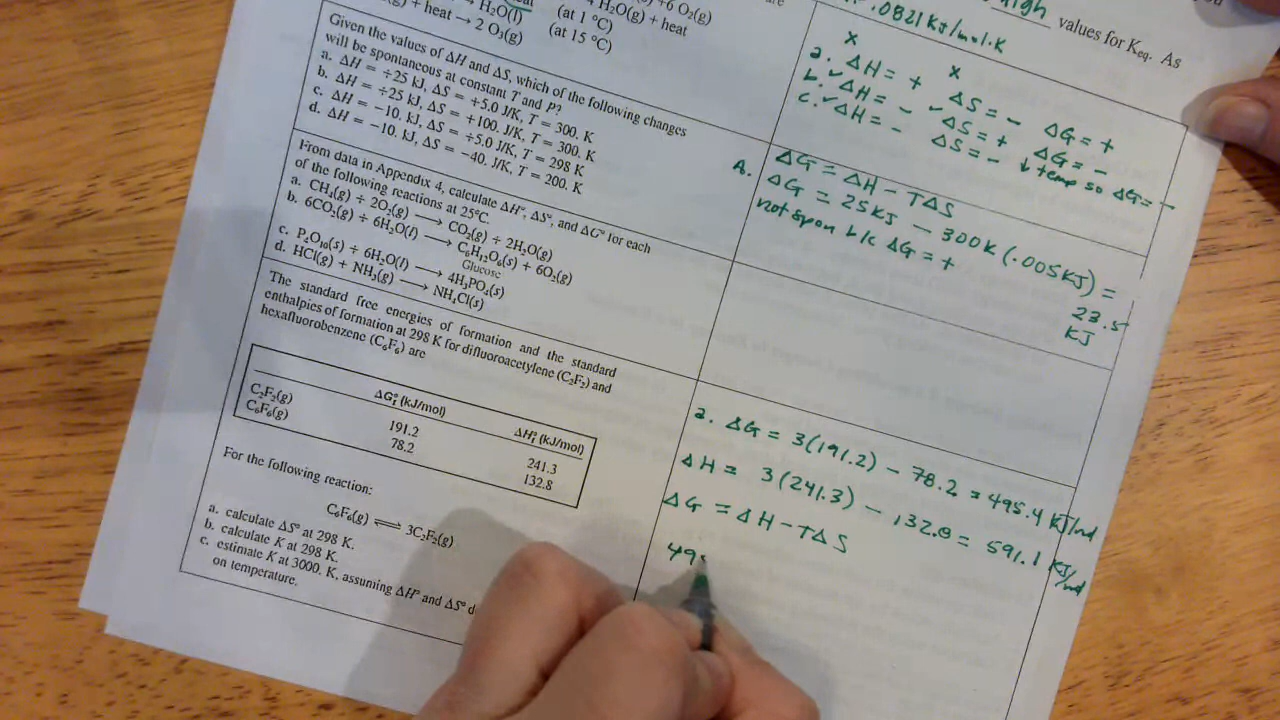 → H₂O(l) (at 1 °C)
H₂O(g) + heat
+ 6 O₂(g)
(g) + heat → 2 O₃(g) (at 15 °C)
Given the values of ΔH and ΔS, which of the following changes
will be spontaneous at constant T and P?
a. ΔH = +25 kJ, ΔS = +5.0 J/K, T = 300. K
b. ΔH = +25 kJ, ΔS = +100. J/K, T = 300. K
c. ΔH = −10. kJ, ΔS = +5.0 J/K, T = 298 K
d. ΔH = −10. kJ, ΔS = −40. J/K, T = 200. K
From data in Appendix 4, calculate ΔH°, ΔS°, and ΔG° for each
of the following reactions at 25°C.
a. CH₄(g) + 2O₂(g) ⟶ CO₂(g) + 2H₂O(g)
b. 6CO₂(g) + 6H₂O(l) ⟶ C₆H₁₂O₆(s) + 6O₂(g)
Glucose
c. P₄O₁₀(s) + 6H₂O(l) ⟶ 4H₃PO₄(s)
d. HCl(g) + NH₃(g) ⟶ NH₄Cl(s)
The standard free energies of formation and the standard
enthalpies of formation at 298 K for difluoroacetylene (C₂F₂) and
hexafluorobenzene (C₆F₆) are
ΔG°f (kJ/mol) ΔH°f (kJ/mol)
C₂F₂(g) 191.2 241.3
C₆F₆(g) 78.2 132.8
For the following reaction:
C₆F₆(g) ⇌ 3C₂F₂(g)
a. calculate ΔS° at 298 K.
b. calculate K at 298 K.
c. estimate K at 3000. K, assuming ΔH° and ΔS° d
on temperature.
high values for Keq. As
.0821 KJ/mol·K
x x
a. ΔH = + ΔS = − ΔG = +
b. ✓ΔH = − ✓ΔS = + ΔG = −
c. ✓ΔH = − ΔS = − ↓ temp so ΔG = −
A. ΔG = ΔH − TΔS
ΔG = 25KJ − 300K (.005KJ) =
23.5
KJ
not spon b/c ΔG = +
a. ΔG = 3(191.2) − 78.2 = 495.4 KJ/mol
ΔH = 3(241.3) − 132.8 = 591.1 KJ/mol
ΔG = ΔH − TΔS
49